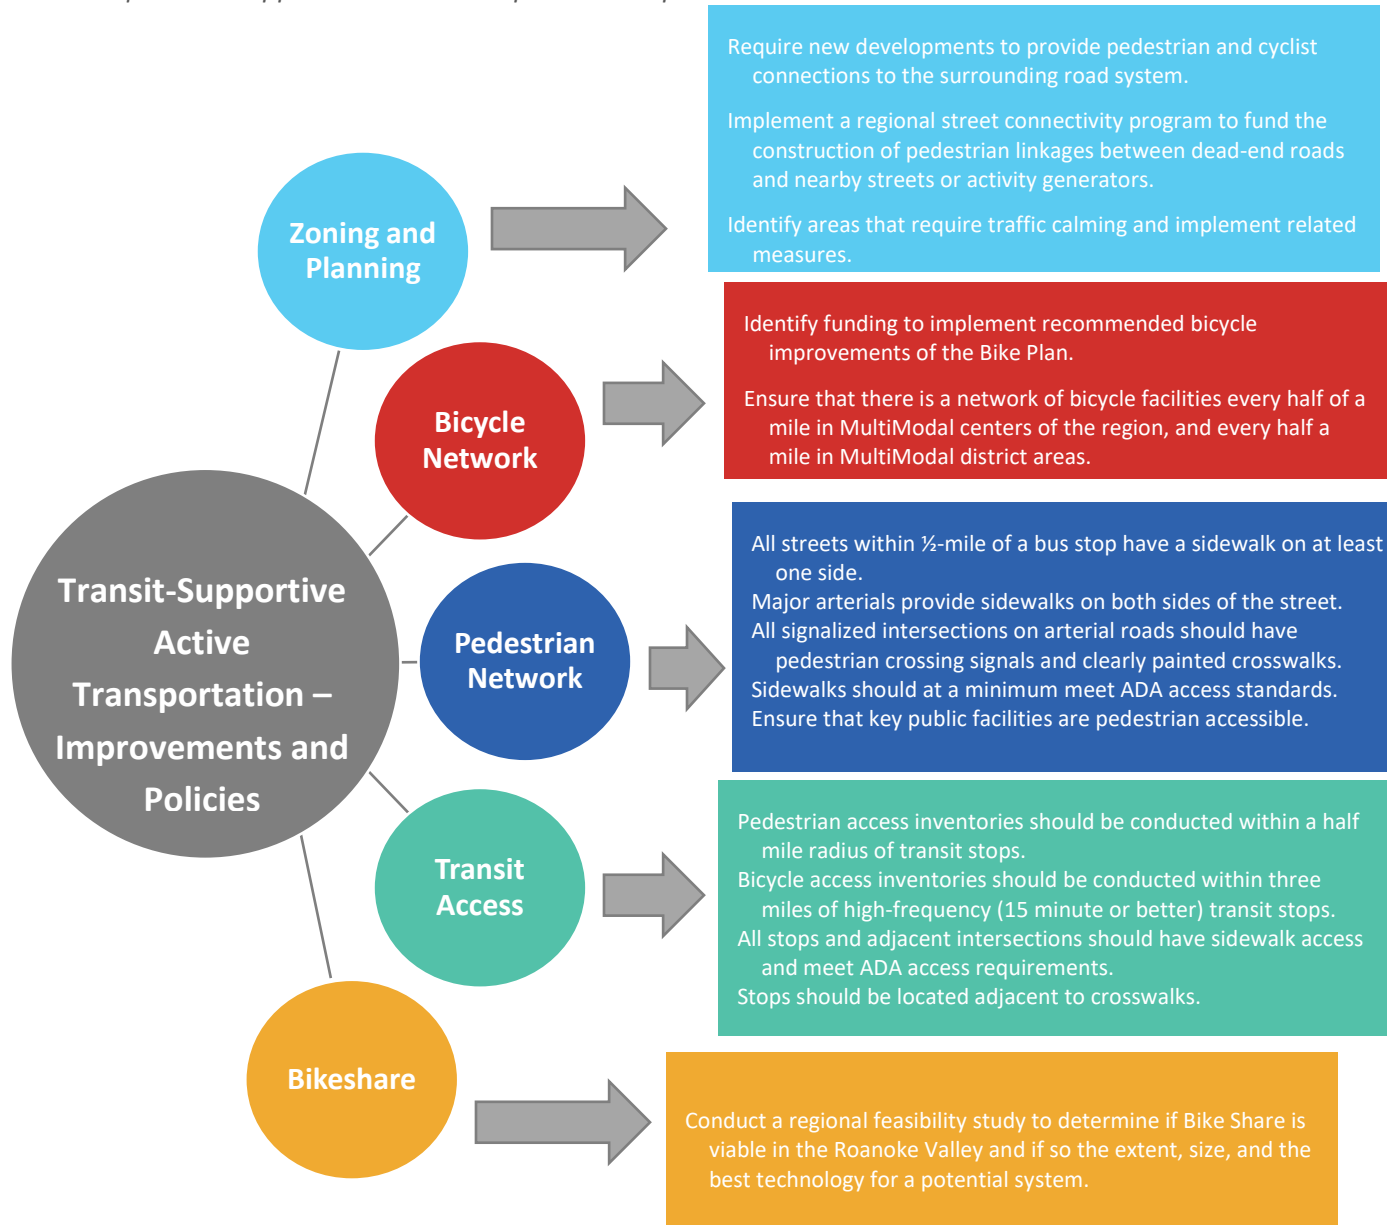 Require new developments to provide pedestrian and cyclist
connections to the surrounding road system.
Implement a regional street connectivity program to fund the
construction of pedestrian linkages between dead-end roads
and nearby streets or activity generators.
Identify areas that require traffic calming and implement related
measures.
Zoning and
Planning
Identify funding to implement recommended bicycle
improvements of the Bike Plan.
Ensure that there is a network of bicycle facilities every half of a
mile in MultiModal centers of the region, and every half a
mile in MultiModal district areas.
Bicycle
Network
Transit-Supportive
Active
Transportation –
Improvements and
Policies
All streets within ½-mile of a bus stop have a sidewalk on at least
one side.
Major arterials provide sidewalks on both sides of the street.
All signalized intersections on arterial roads should have
pedestrian crossing signals and clearly painted crosswalks.
Sidewalks should at a minimum meet ADA access standards.
Ensure that key public facilities are pedestrian accessible.
Pedestrian
Network
Pedestrian access inventories should be conducted within a half
mile radius of transit stops.
Bicycle access inventories should be conducted within three
miles of high-frequency (15 minute or better) transit stops.
All stops and adjacent intersections should have sidewalk access
and meet ADA access requirements.
Stops should be located adjacent to crosswalks.
Transit
Access
Bikeshare
Conduct a regional feasibility study to determine if Bike Share is
viable in the Roanoke Valley and if so the extent, size, and the
best technology for a potential system.